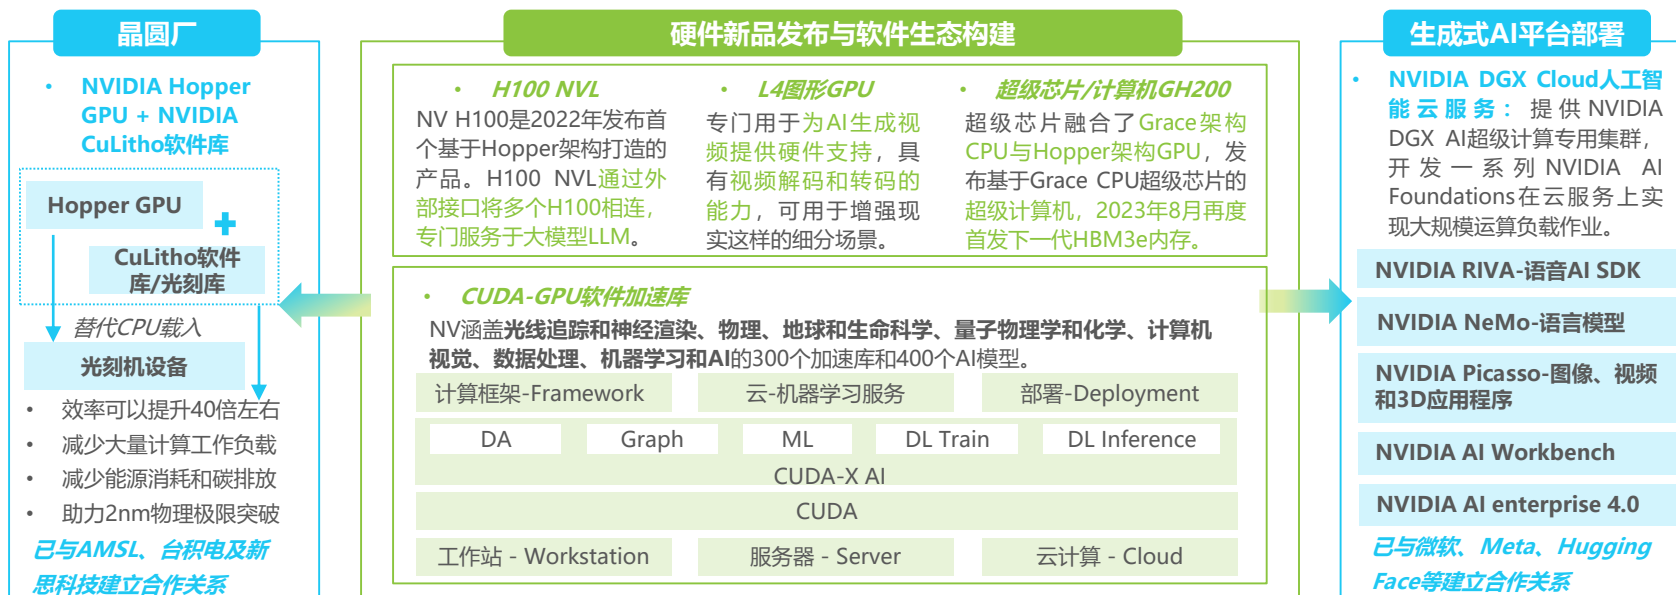 晶圆厂
• NVIDIA Hopper
GPU + NVIDIA
CuLitho软件库
Hopper GPU
CuLitho软件
库/光刻库
替代CPU载入
光刻机设备
• 效率可以提升40倍左右
• 减少大量计算工作负载
• 减少能源消耗和碳排放
• 助力2nm物理极限突破
已与AMSL、台积电及新
思科技建立合作关系
硬件新品发布与软件生态构建
• H100 NVL
NV H100是2022年发布首
个基于Hopper架构打造的
产品。H100 NVL通过外
部接口将多个H100相连，
专门服务于大模型LLM。
• L4图形GPU
专门用于为AI生成视
频提供硬件支持，具
有视频解码和转码的
能力，可用于增强现
实这样的细分场景。
• 超级芯片/计算机GH200
超级芯片融合了Grace架构
CPU与Hopper架构GPU，发
布基于Grace CPU超级芯片的
超级计算机，2023年8月再度
首发下一代HBM3e内存。
• CUDA-GPU软件加速库
NV涵盖光线追踪和神经渲染、物理、地球和生命科学、量子物理学和化学、计算机
视觉、数据处理、机器学习和AI的300个加速库和400个AI模型。
计算框架-Framework
云-机器学习服务
部署-Deployment
DA
Graph
ML
DL Train
DL Inference
CUDA-X AI
CUDA
工作站 - Workstation
服务器 - Server
云计算 - Cloud
生成式AI平台部署
• NVIDIA DGX Cloud人工智
能云服务：提供NVIDIA
DGX AI超级计算专用集群，
开发一系列NVIDIA AI
Foundations在云服务上实
现大规模运算负载作业。
NVIDIA RIVA-语音AI SDK
NVIDIA NeMo-语言模型
NVIDIA Picasso-图像、视频
和3D应用程序
NVIDIA AI Workbench
NVIDIA AI enterprise 4.0
已与微软、Meta、Hugging
Face等建立合作关系